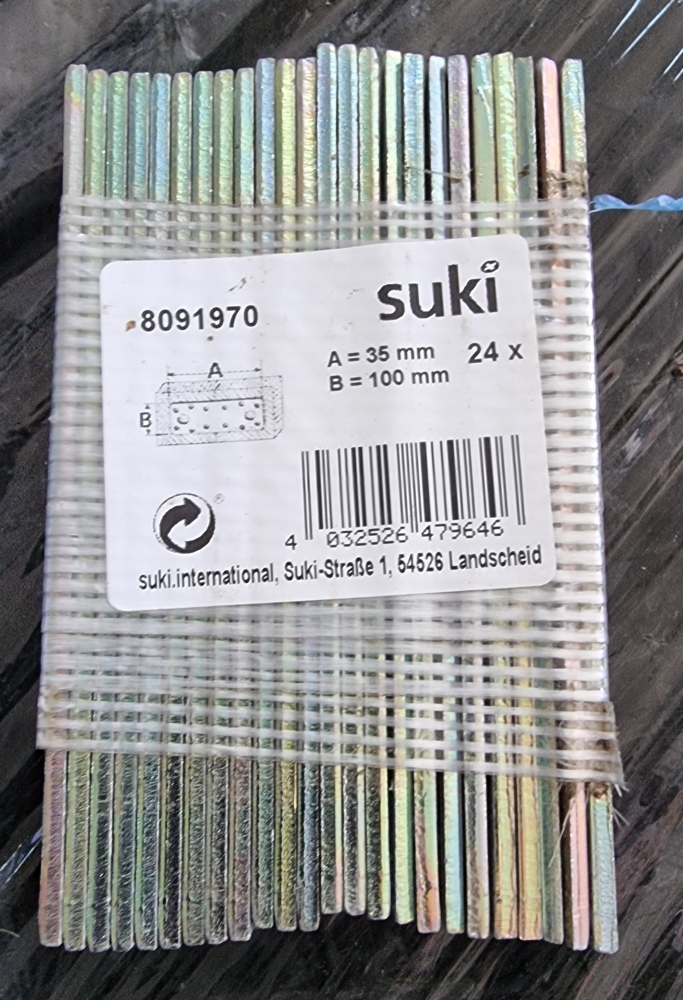 8091970
suki
A = 35 mm
B = 100 mm
24 x
A
B
®
4 032526 479646
suki.international, Suki-Straße 1, 54526 Landscheid